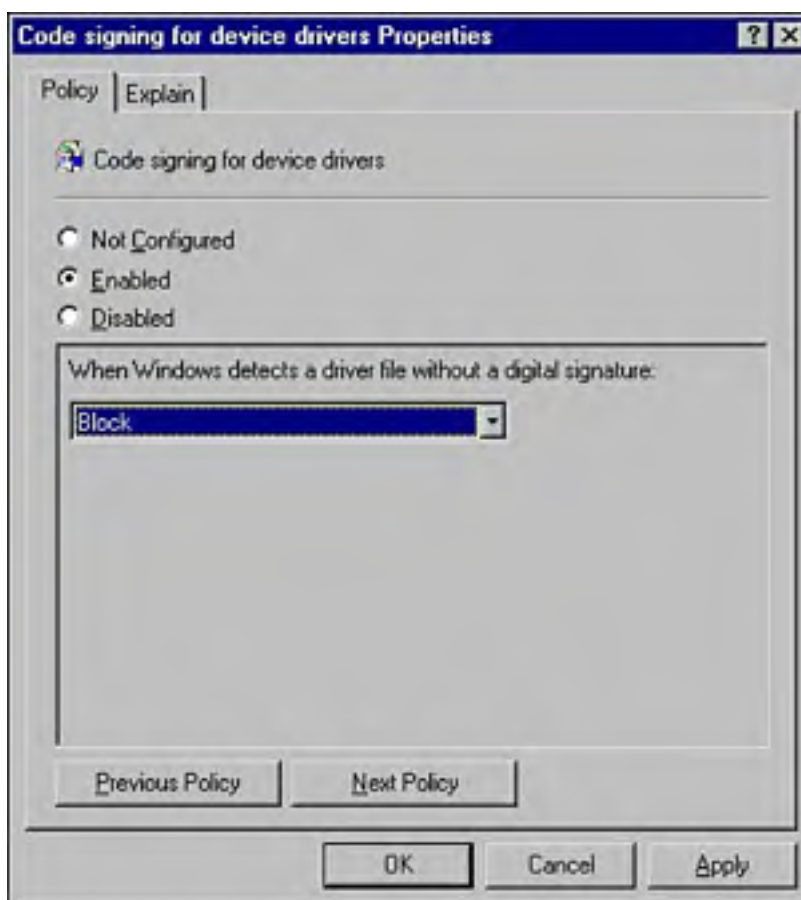 Code signing for device drivers Properties
Policy Explain
Code signing for device drivers
Not Configured
Enabled
Disabled
When Windows detects a driver file without a digital signature:
Block
Previous Policy Next Policy
OK Cancel Apply